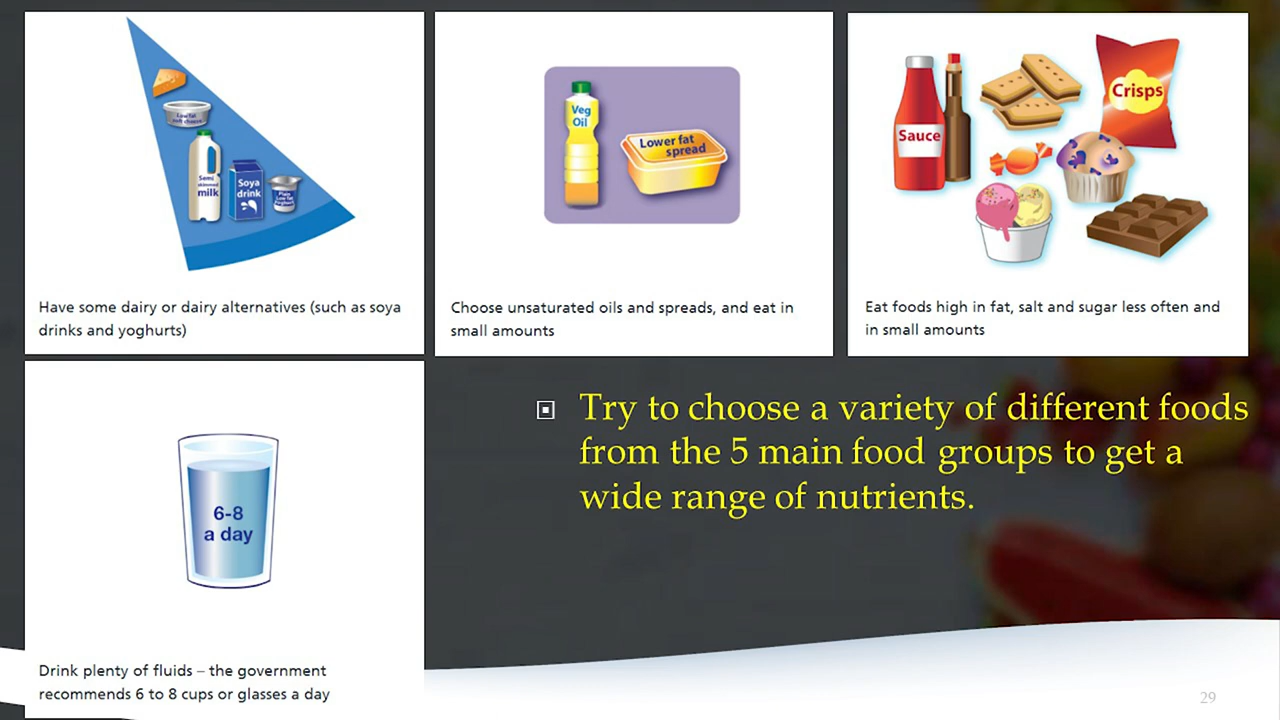 Low fat
soft cheese
Semi
skimmed
milk
Soya
drink
Plain
Low fat
Yoghurt
Have some dairy or dairy alternatives (such as soya
drinks and yoghurts)
Veg
Oil
Lower fat
spread
Choose unsaturated oils and spreads, and eat in
small amounts
Sauce
Crisps
Eat foods high in fat, salt and sugar less often and
in small amounts
6-8
a day
Drink plenty of fluids – the government
recommends 6 to 8 cups or glasses a day
Try to choose a variety of different foods
from the 5 main food groups to get a
wide range of nutrients.
29